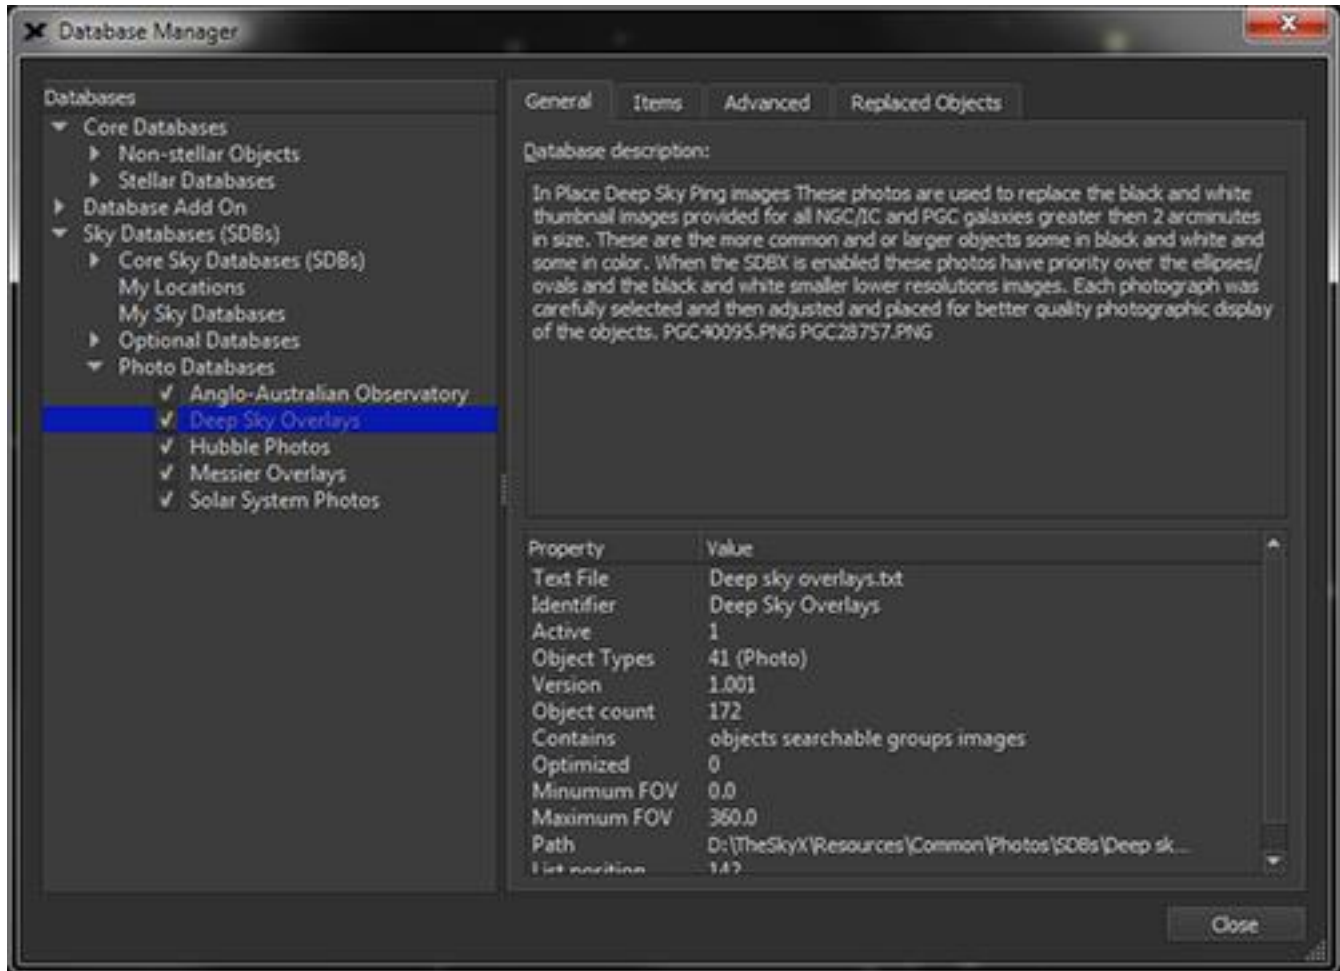 Database Manager
Databases
Core Databases
Non-stellar Objects
Stellar Databases
Database Add On
Sky Databases (SDBs)
Core Sky Databases (SDBs)
My Locations
My Sky Databases
Optional Databases
Photo Databases
Anglo-Australian Observatory
Deep Sky Overlays
Hubble Photos
Messier Overlays
Solar System Photos
General Items Advanced Replaced Objects
Database description:
In Place Deep Sky Ping images These photos are used to replace the black and white
thumbnail images provided for all NGC/IC and PGC galaxies greater then 2 arcminutes
in size. These are the more common and or larger objects some in black and white and
some in color. When the SDBX is enabled these photos have priority over the ellipses/
ovals and the black and white smaller lower resolutions images. Each photograph was
carefully selected and then adjusted and placed for better quality photographic display
of the objects. PGC40095.PNG PGC28757.PNG
Property Value
Text File Deep sky overlays.txt
Identifier Deep Sky Overlays
Active 1
Object Types 41 (Photo)
Version 1.001
Object count 172
Contains objects searchable groups images
Optimized 0
Minumum FOV 0.0
Maximum FOV 360.0
Path D:\TheSkyX\Resources\Common\Photos\SDBs\Deep sk...
List position 142
Close